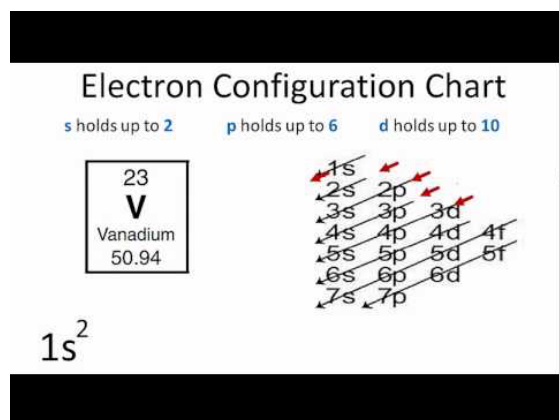 Electron Configuration Chart
s holds up to 2 p holds up to 6 d holds up to 10
23
V
Vanadium
50.94
1s
2s 2p
3s 3p 3d
4s 4p 4d 4f
5s 5p 5d 5f
6s 6p 6d
7s 7p
1s²